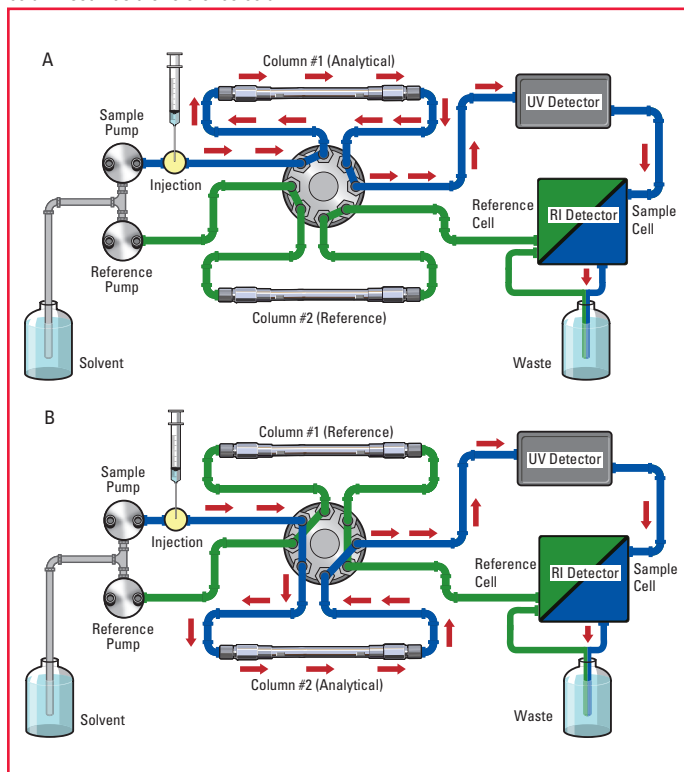 A
Column #1 (Analytical)
Sample
Pump
Injection
UV Detector
Reference
Cell
RI Detector
Sample
Cell
Reference
Pump
Column #2 (Reference)
Solvent
Waste
B
Column #1 (Reference)
Sample
Pump
Injection
UV Detector
Reference
Cell
RI Detector
Sample
Cell
Reference
Pump
Column #2 (Analytical)
Solvent
Waste